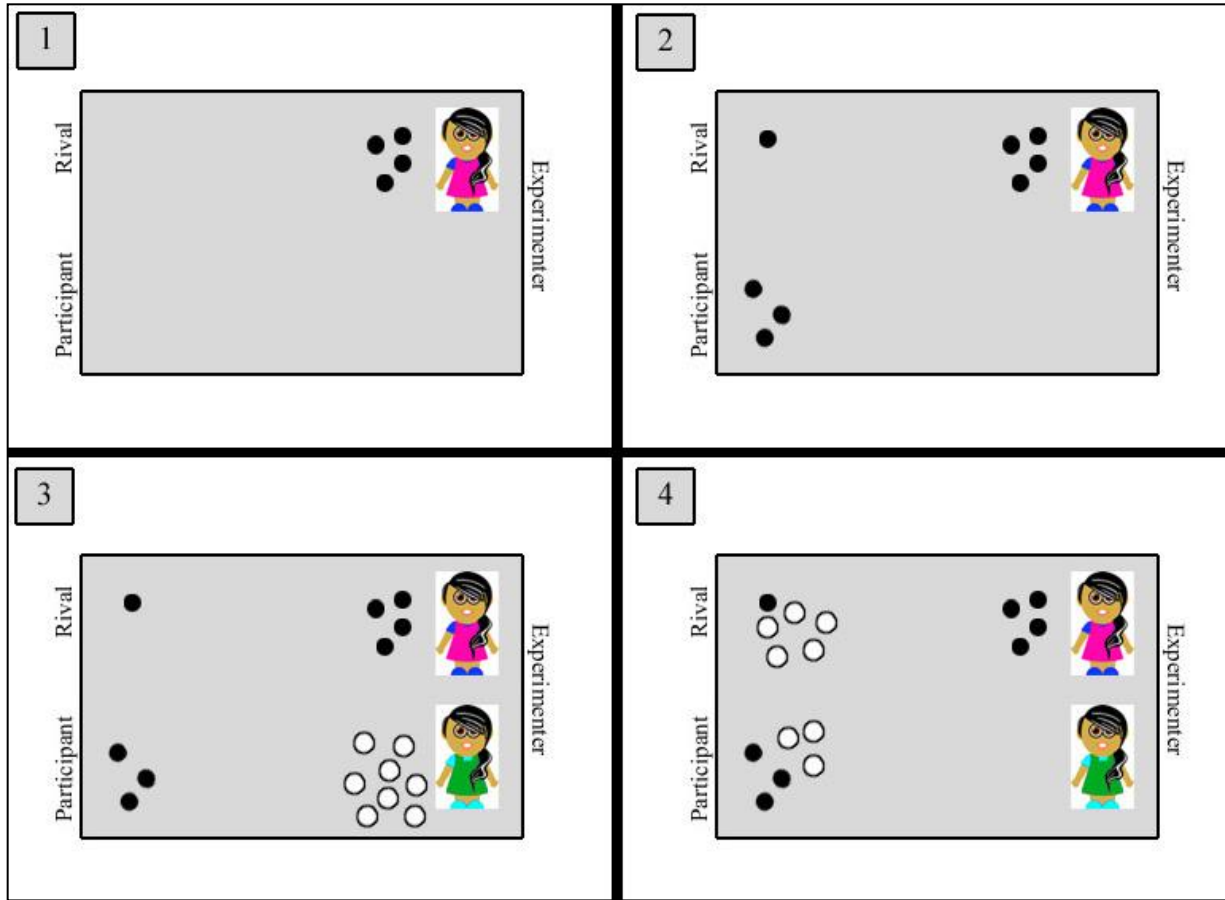 1
Rival
Participant
Experimenter
2
Rival
Participant
Experimenter
3
Rival
Participant
Experimenter
4
Rival
Participant
Experimenter